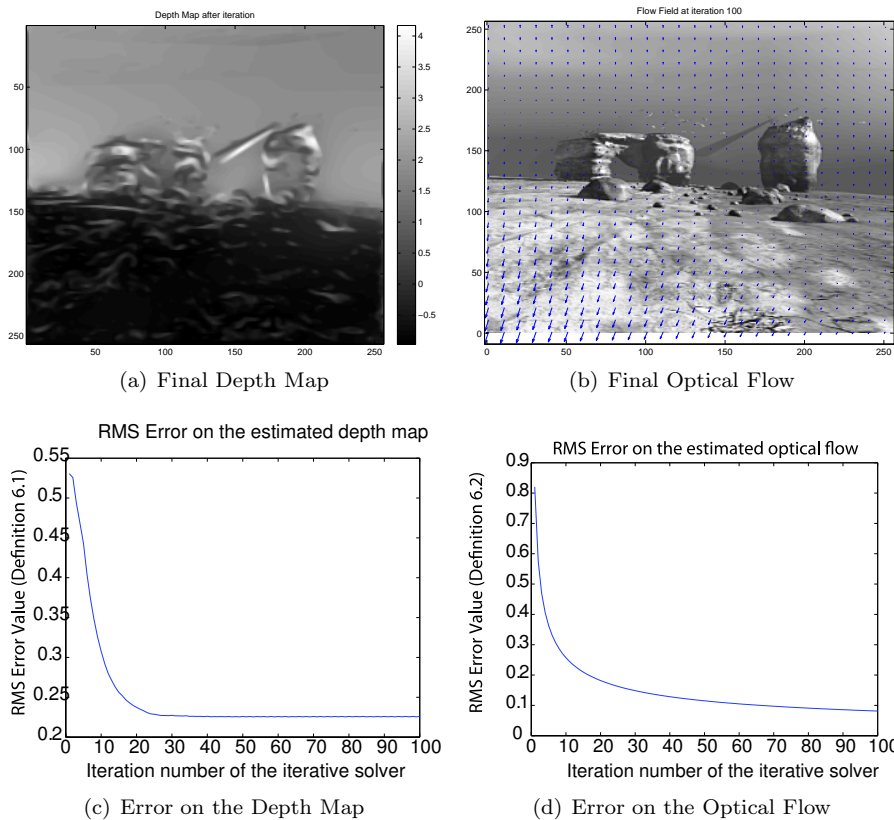 Depth Map after iteration
50
100
150
200
250
50 100 150 200 250
4
3.5
3
2.5
2
1.5
1
0.5
0
−0.5
(a) Final Depth Map
Flow Field at iteration 100
250
200
150
100
50
0
0 50 100 150 200 250
(b) Final Optical Flow
RMS Error on the estimated depth map
RMS Error Value (Definition 6.1)
0.55
0.5
0.45
0.4
0.35
0.3
0.25
0.2
0 10 20 30 40 50 60 70 80 90 100
Iteration number of the iterative solver
(c) Error on the Depth Map
RMS Error on the estimated optical flow
RMS Error Value (Definition 6.2)
0.9
0.8
0.7
0.6
0.5
0.4
0.3
0.2
0.1
0
0 10 20 30 40 50 60 70 80 90 100
Iteration number of the iterative solver
(d) Error on the Optical Flow